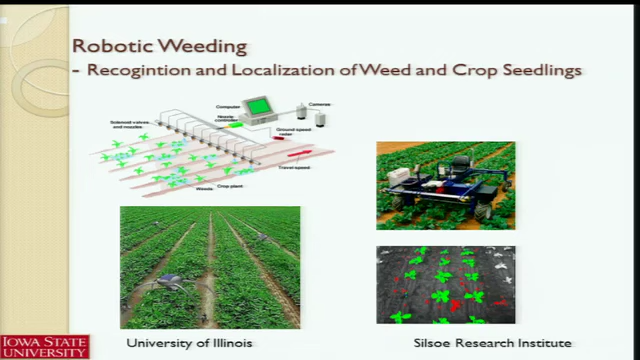 Robotic Weeding
- Recogintion and Localization of Weed and Crop Seedlings
Computer
Cameras
Nozzle
controller
Solenoid valves
and nozzles
Ground speed
radar
Travel speed
Weeds
Crop plant
University of Illinois
Silsoe Research Institute
IOWA STATE
UNIVERSITY